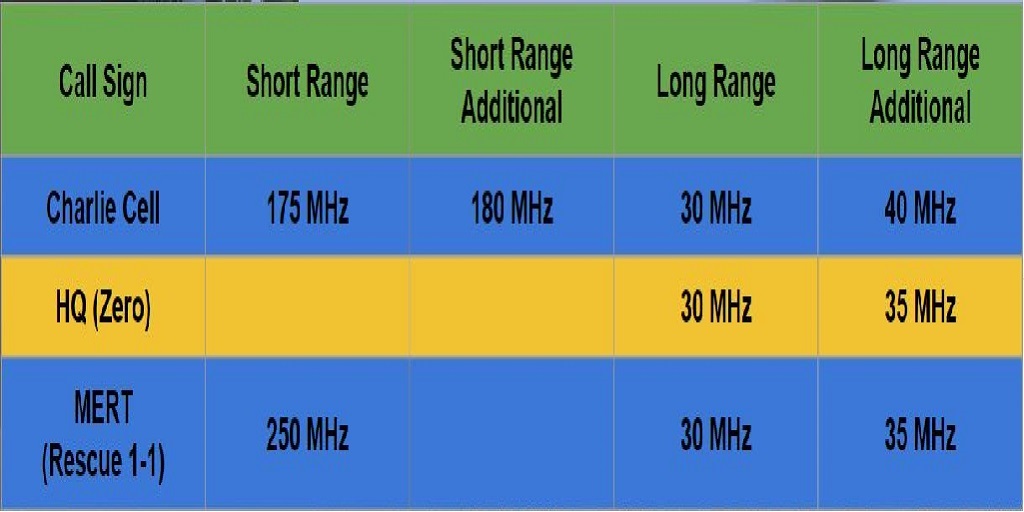 Call Sign
Short Range
Short Range
Additional
Long Range
Long Range
Additional
Charlie Cell
175 MHz
180 MHz
30 MHz
40 MHz
HQ (Zero)
30 MHz
35 MHz
MERT
(Rescue 1-1)
250 MHz
30 MHz
35 MHz